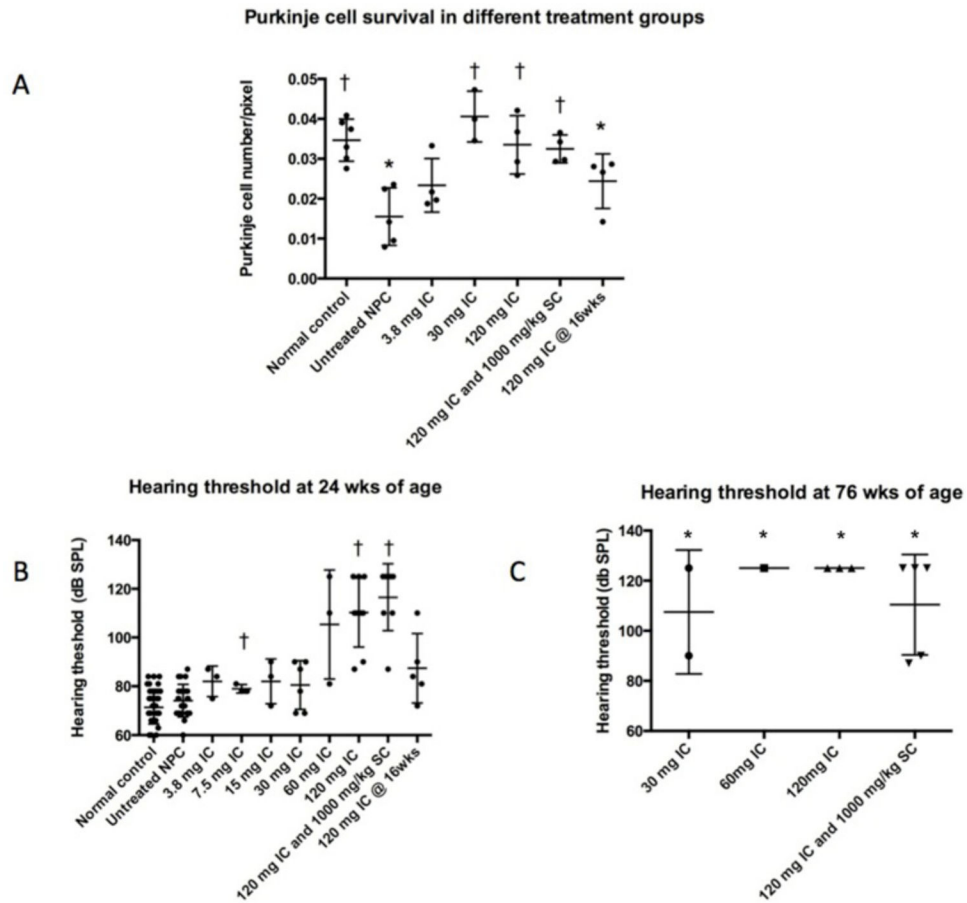 Purkinje cell survival in different treatment groups
A
Purkinje cell number/pixel
0.05
0.04
0.03
0.02
0.01
0.00
†
*
†
†
†
*
Normal control
Untreated NPC
3.8 mg IC
30 mg IC
120 mg IC
120 mg IC and 1000 mg/kg SC
120 mg IC @ 16wks
Hearing threshold at 24 wks of age
B
Hearing theshold (dB SPL)
140
120
100
80
60
†
†
†
Normal control
Untreated NPC
3.8 mg IC
7.5 mg IC
15 mg IC
30 mg IC
60 mg IC
120 mg IC
120 mg IC and 1000 mg/kg SC
120 mg IC @ 16wks
Hearing threshold at 76 wks of age
C
Hearing threshold (db SPL)
140
120
100
80
60
*
*
*
*
30 mg IC
60mg IC
120mg IC
120 mg IC and 1000 mg/kg SC